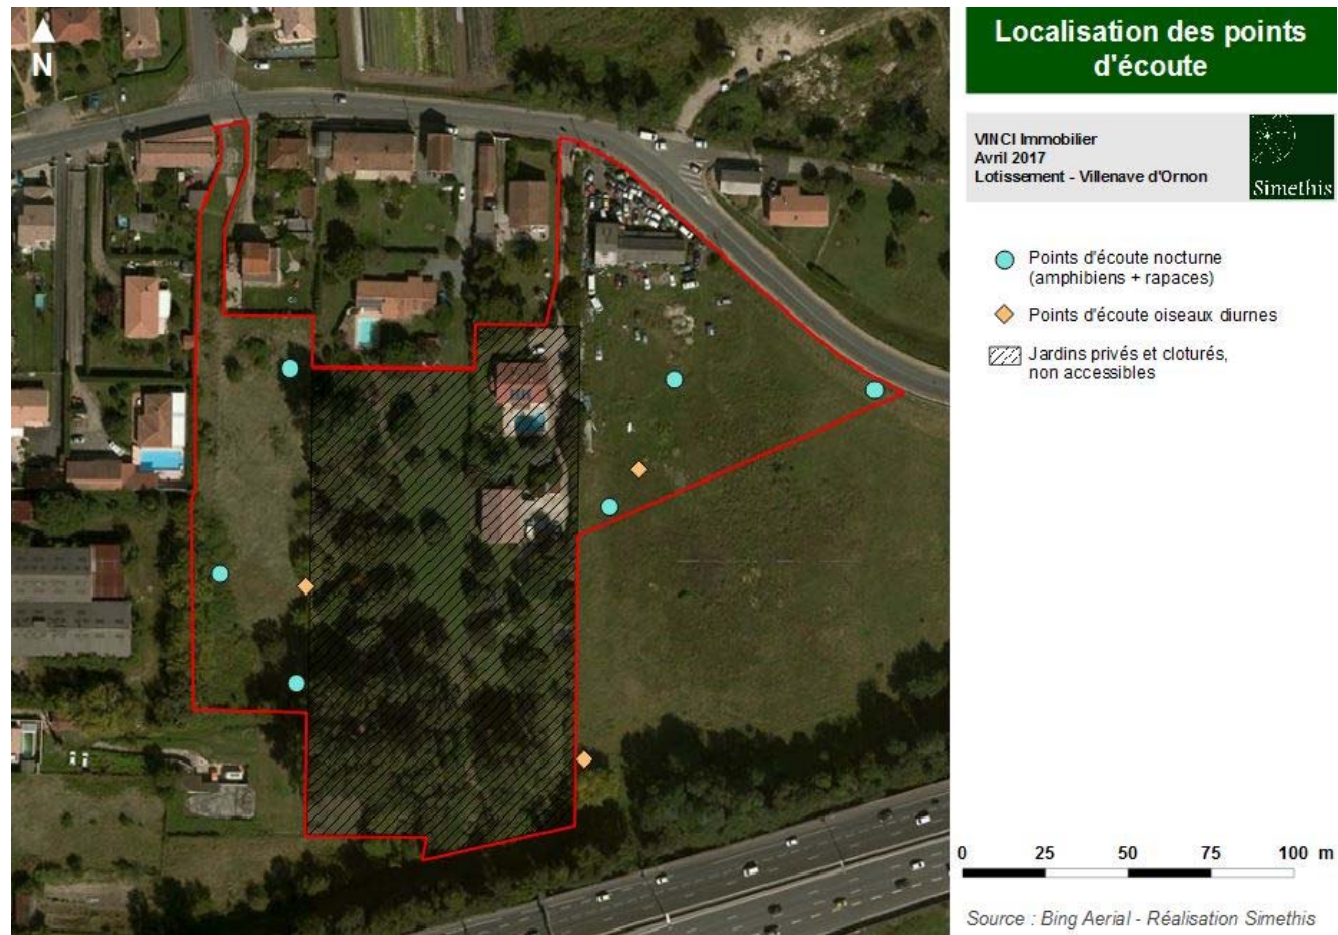 N
Localisation des points
d'écoute
VINCI Immobilier
Avril 2017
Lotissement - Villenave d'Ornon
Simethis
Points d'écoute nocturne
(amphibiens + rapaces)
Points d'écoute oiseaux diurnes
Jardins privés et cloturés,
non accessibles
0 25 50 75 100 m
Source : Bing Aerial - Réalisation Simethis